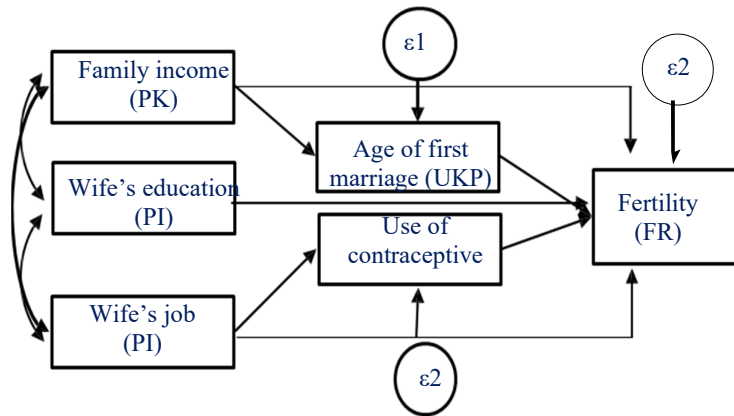 ε1
ε2
Family income
(PK)
Age of first
marriage (UKP)
Wife's education
(PI)
Fertility
(FR)
Use of
contraceptive
Wife's job
(PI)
ε2